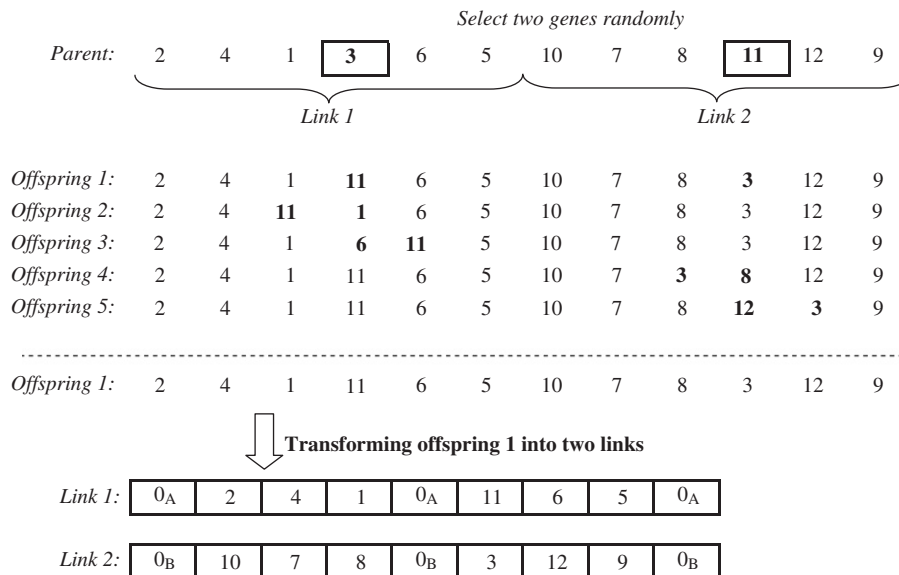 Select two genes randomly
Parent: 2 4 1 3 6 5 10 7 8 11 12 9
Link 1 Link 2
Offspring 1: 2 4 1 11 6 5 10 7 8 3 12 9
Offspring 2: 2 4 11 1 6 5 10 7 8 3 12 9
Offspring 3: 2 4 1 6 11 5 10 7 8 3 12 9
Offspring 4: 2 4 1 11 6 5 10 7 3 8 12 9
Offspring 5: 2 4 1 11 6 5 10 7 8 12 3 9
Offspring 1: 2 4 1 11 6 5 10 7 8 3 12 9
Transforming offspring 1 into two links
Link 1: 0A 2 4 1 0A 11 6 5 0A
Link 2: 0B 10 7 8 0B 3 12 9 0B